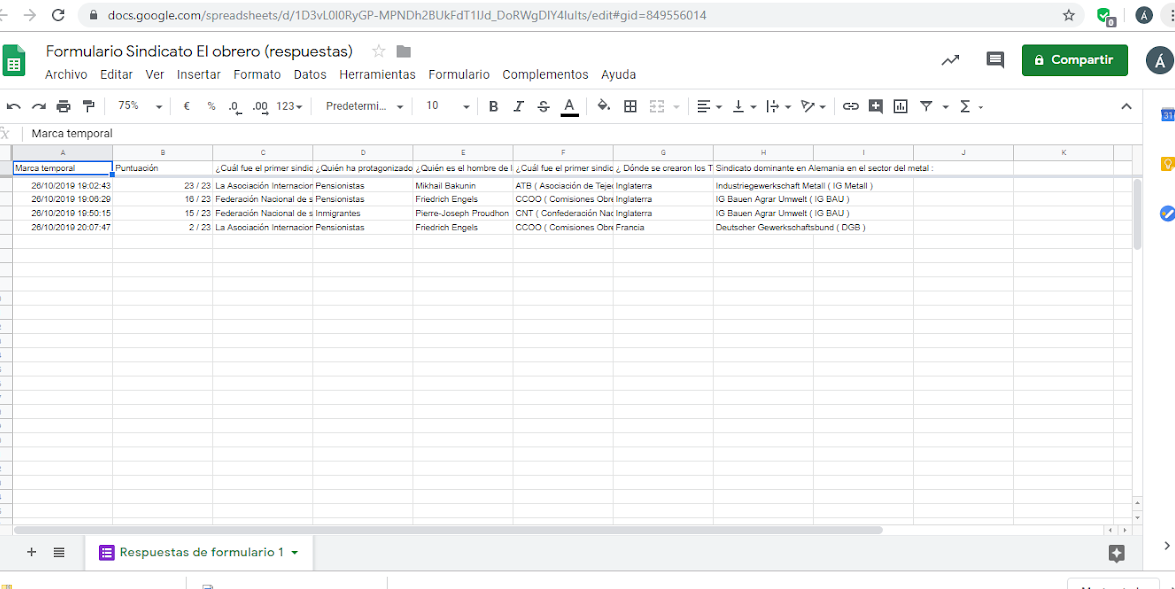 docs.google.com/spreadsheets/d/1D3vL0I0RyGP-MPNDh2BUkFdT1IJd_DoRWgDIY4Iults/edit#gid=849556014
0
Á
Formulario Sindicato El obrero (respuestas)
Compartir
Á
Archivo Editar Ver Insertar Formato Datos Herramientas Formulario Complementos Ayuda
75% € % .0 .00 123 Predetermi... 10 B I S A Σ
31
fx Marca temporal
A B C D E F G H I J K
Marca temporal Puntuación ¿Cuál fue el primer sindic ¿Quién ha protagonizado ¿Quién es el hombre de l ¿Cuál fue el primer sindic ¿ Dónde se crearon los T Sindicato dominante en Alemania en el sector del metal :
26/10/2019 19:02:43 23 / 23 La Asociación Internacior Pensionistas Mikhail Bakunin ATB ( Asociación de Teje Inglaterra Industriegewerkschaft Metall ( IG Metall )
26/10/2019 19:06:29 16 / 23 Federación Nacional de s Pensionistas Friedrich Engels CCOO ( Comisiones Obre Inglaterra IG Bauen Agrar Umwelt ( IG BAU )
26/10/2019 19:50:15 15 / 23 Federación Nacional de s Inmigrantes Pierre-Joseph Proudhon CNT ( Confederación Nac Inglaterra IG Bauen Agrar Umwelt ( IG BAU )
26/10/2019 20:07:47 2 / 23 La Asociación Internacior Pensionistas Friedrich Engels CCOO ( Comisiones Obre Francia Deutscher Gewerkschaftsbund ( DGB )
Respuestas de formulario 1